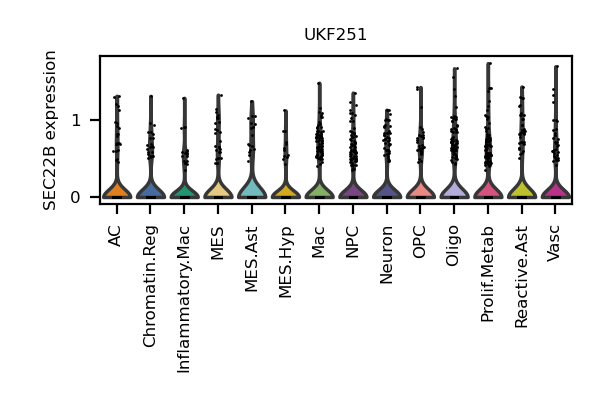 UKF251
SEC22B expression
1
0
AC
Chromatin.Reg
Inflammatory.Mac
MES
MES.Ast
MES.Hyp
Mac
NPC
Neuron
OPC
Oligo
Prolif.Metab
Reactive.Ast
Vasc